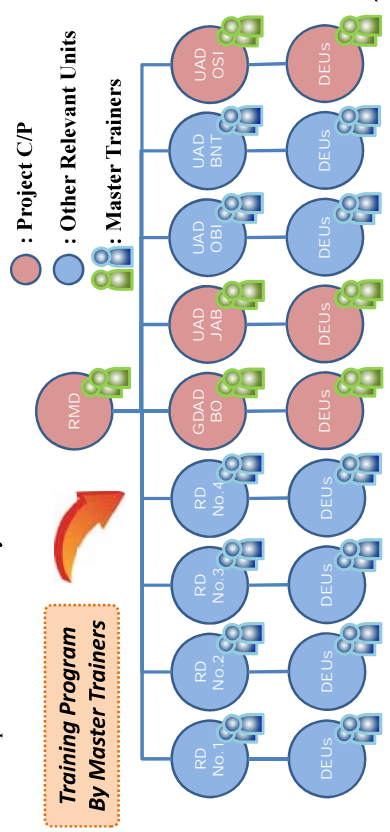 : Project C/P
: Other Relevant Units
: Master Trainers
Training Program
By Master Trainers
RMD
RD
No.1
RD
No.2
RD
No.3
RD
No.4
GDAD
BO
UAD
JAB
UAD
OBI
UAD
BNT
UAD
OSI
DEUs
DEUs
DEUs
DEUs
DEUs
DEUs
DEUs
DEUs
DEUs